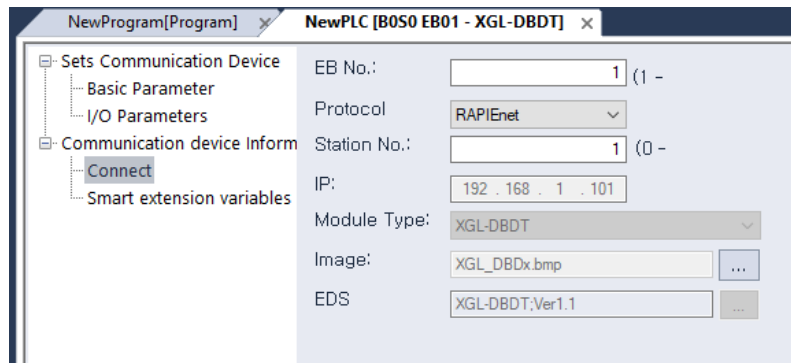 NewProgram[Program] × NewPLC [B0S0 EB01 - XGL-DBDT] ×
Sets Communication Device
Basic Parameter
I/O Parameters
Communication device Inform
Connect
Smart extension variables
EB No.: 1 (1 -
Protocol RAPIEnet
Station No.: 1 (0 -
IP: 192 . 168 . 1 . 101
Module Type: XGL-DBDT
Image: XGL_DBDx.bmp ...
EDS XGL-DBDT;Ver1.1 ...